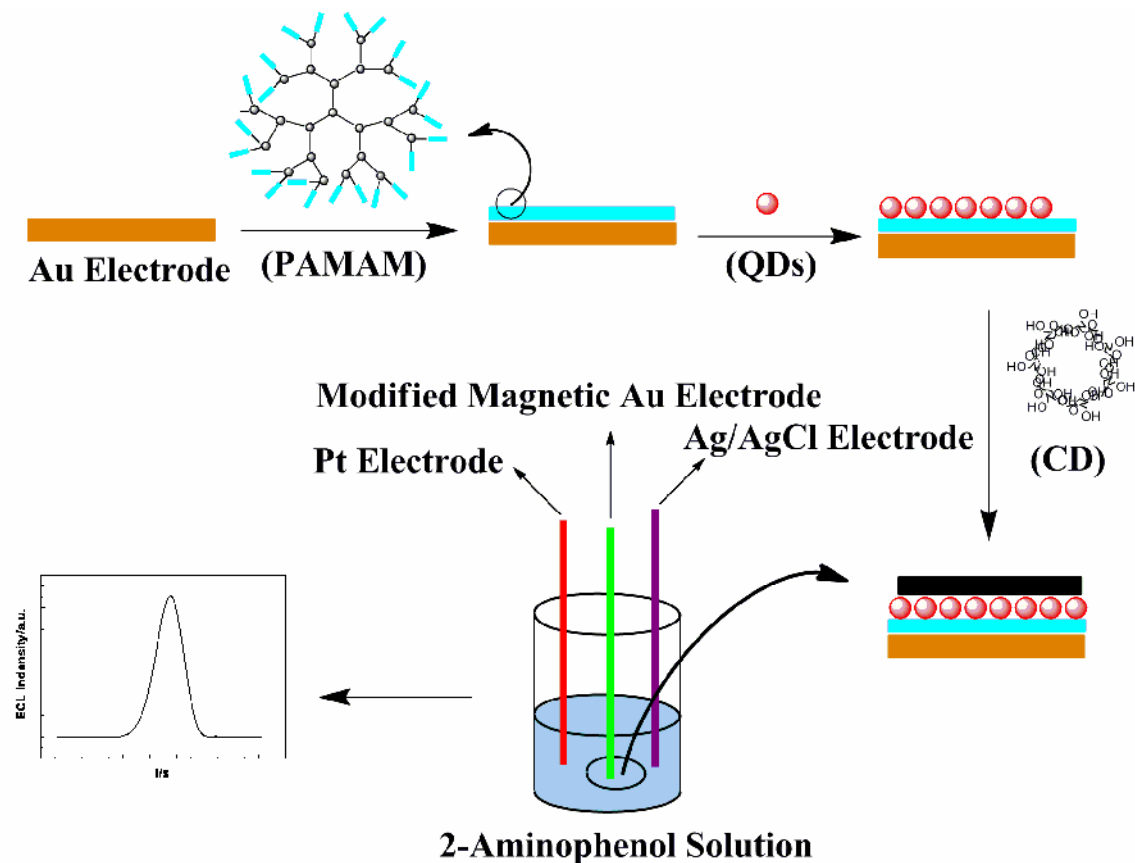 Au Electrode
(PAMAM)
(QDs)
(CD)
Modified Magnetic Au Electrode
Pt Electrode
Ag/AgCl Electrode
ECL Indensity/a.u.
2-Aminophenol Solution